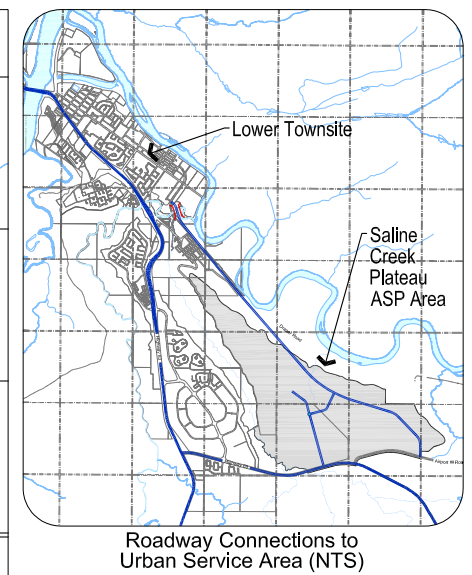 Lower Townsite
Saline
Creek
Plateau
ASP Area
Roadway Connections to
Urban Service Area (NTS)